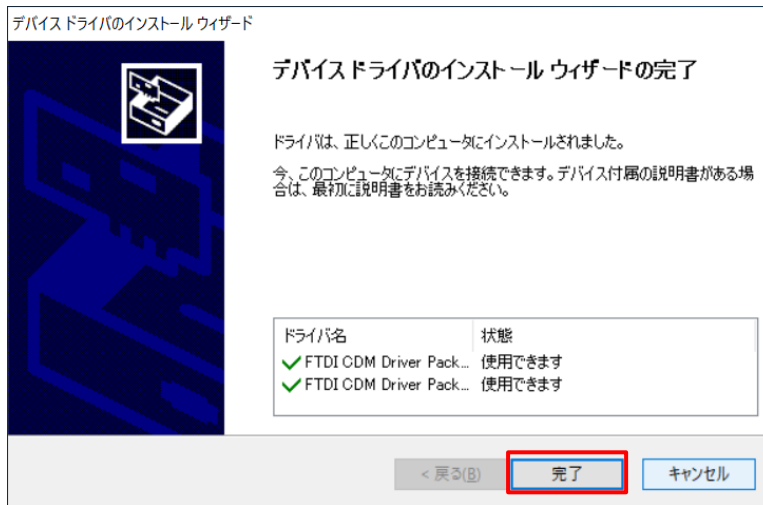 デバイス ドライバのインストール ウィザード
デバイス ドライバのインストール ウィザードの完了
ドライバは、正しくこのコンピュータにインストールされました。
今、このコンピュータにデバイスを接続できます。デバイス付属の説明書がある場
合は、最初に説明書をお読みください。
ドライバ名 状態
FTDI CDM Driver Pack... 使用できます
FTDI CDM Driver Pack... 使用できます
< 戻る(B) 完了 キャンセル